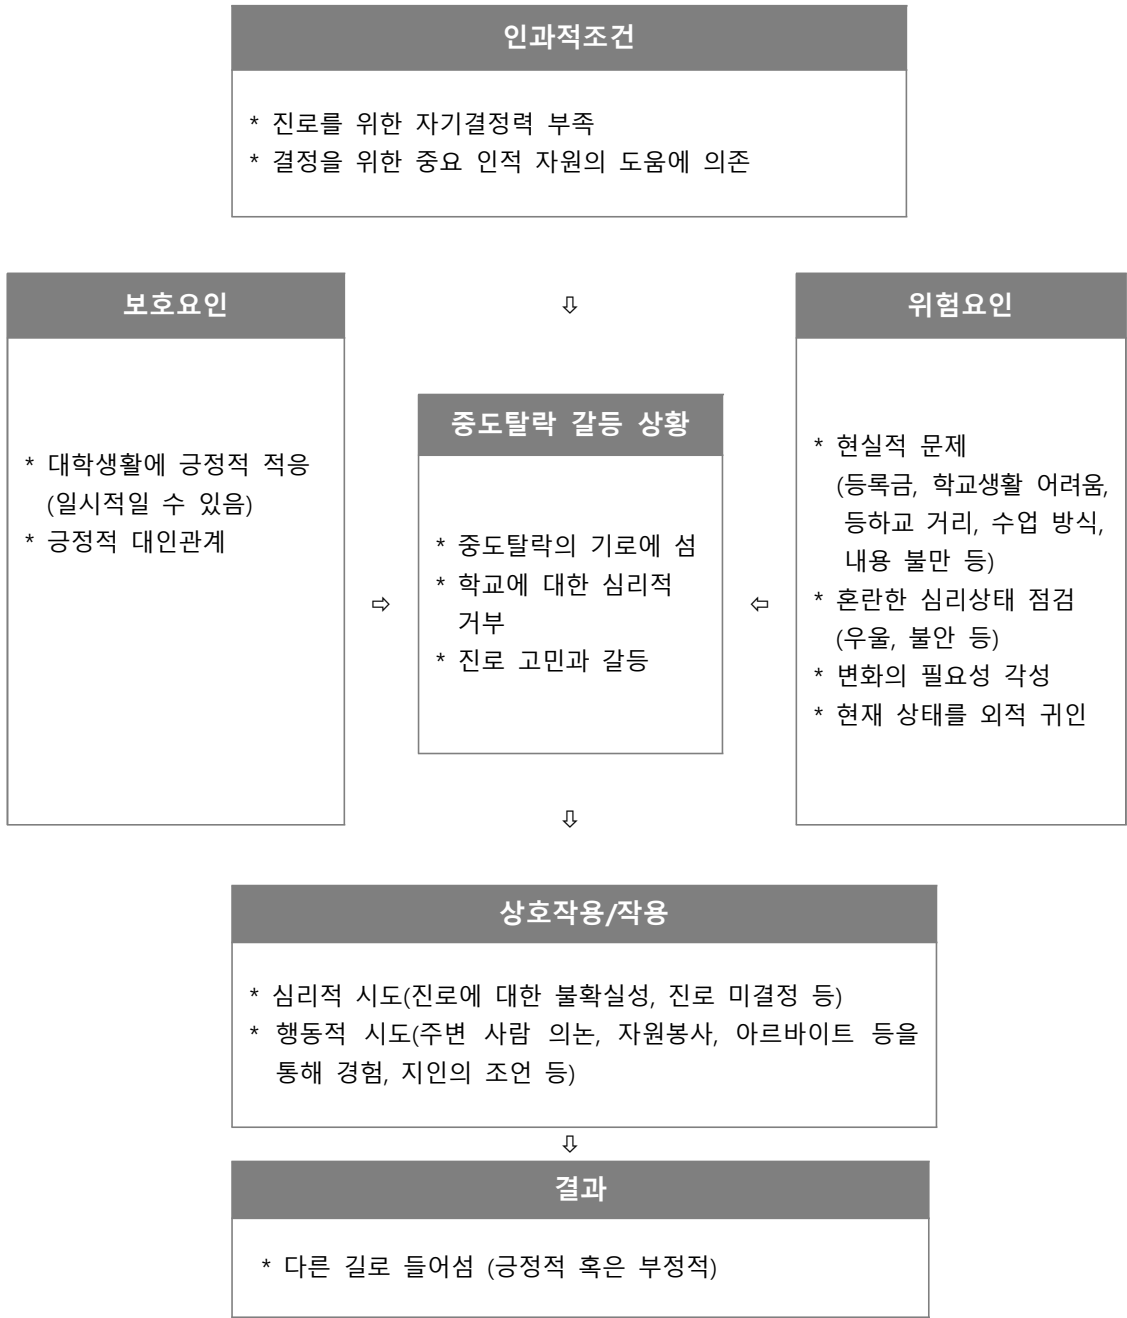 인과적조건
* 진로를 위한 자기결정력 부족
* 결정을 위한 중요 인적 자원의 도움에 의존
보호요인
* 대학생활에 긍정적 적응
(일시적일 수 있음)
* 긍정적 대인관계
⇩
중도탈락 갈등 상황
* 중도탈락의 기로에 섬
* 학교에 대한 심리적
거부
* 진로 고민과 갈등
⇨
⇦
위험요인
* 현실적 문제
(등록금, 학교생활 어려움,
등하교 거리, 수업 방식,
내용 불만 등)
* 혼란한 심리상태 점검
(우울, 불안 등)
* 변화의 필요성 각성
* 현재 상태를 외적 귀인
⇩
상호작용/작용
* 심리적 시도(진로에 대한 불확실성, 진로 미결정 등)
* 행동적 시도(주변 사람 의논, 자원봉사, 아르바이트 등을
통해 경험, 지인의 조언 등)
⇩
결과
* 다른 길로 들어섬 (긍정적 혹은 부정적)